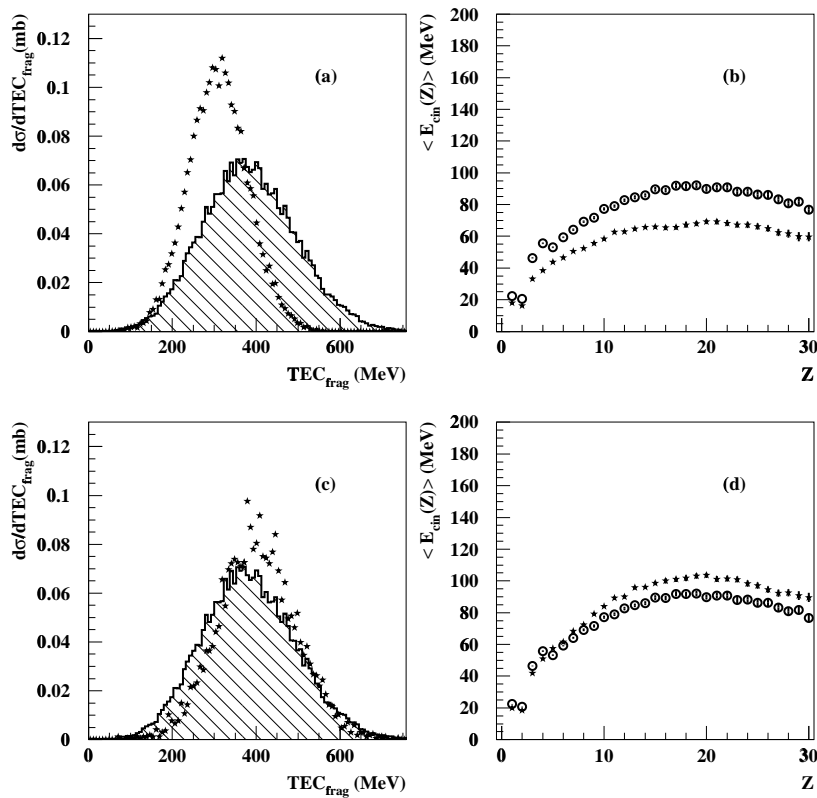 dσ/dTEC_frag(mb)
0.12
0.1
0.08
0.06
0.04
0.02
0
(a)
0 200 400 600
TEC_frag (MeV)
< E_cin(Z)> (MeV)
200
180
160
140
120
100
80
60
40
20
0
(b)
0 10 20 30
Z
dσ/dTEC_frag(mb)
0.12
0.1
0.08
0.06
0.04
0.02
0
(c)
0 200 400 600
TEC_frag (MeV)
< E_cin(Z)> (MeV)
200
180
160
140
120
100
80
60
40
20
0
(d)
0 10 20 30
Z